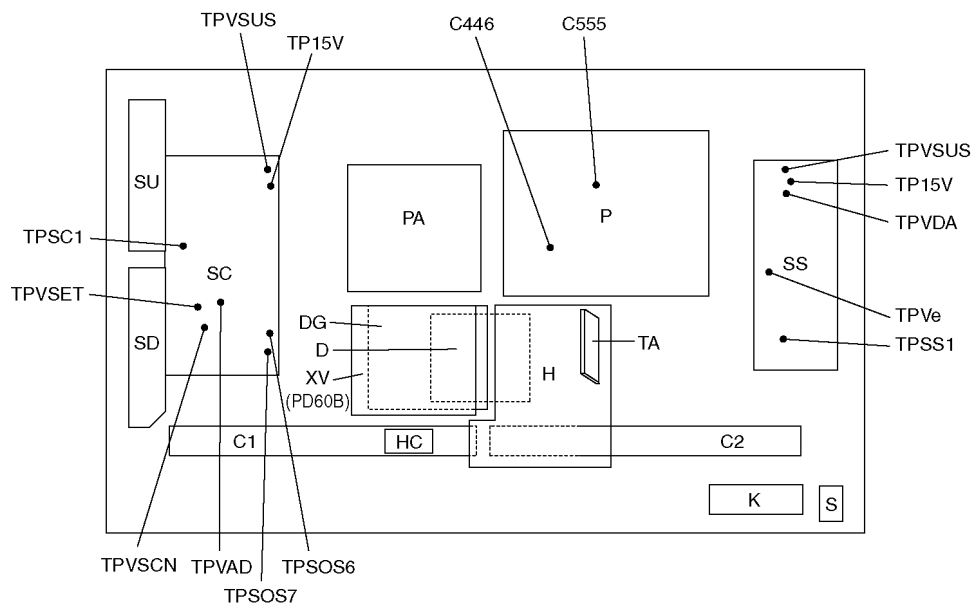 TPVSUS
TP15V
C446
C555
TPVSUS
TP15V
TPVDA
SU
PA
P
TPSC1
SC
SS
TPVSET
SD
DG
D
XV
(PD60B)
H
TA
TPVe
TPSS1
C1
HC
C2
K
S
TPVSCN
TPVAD
TPSOS6
TPSOS7